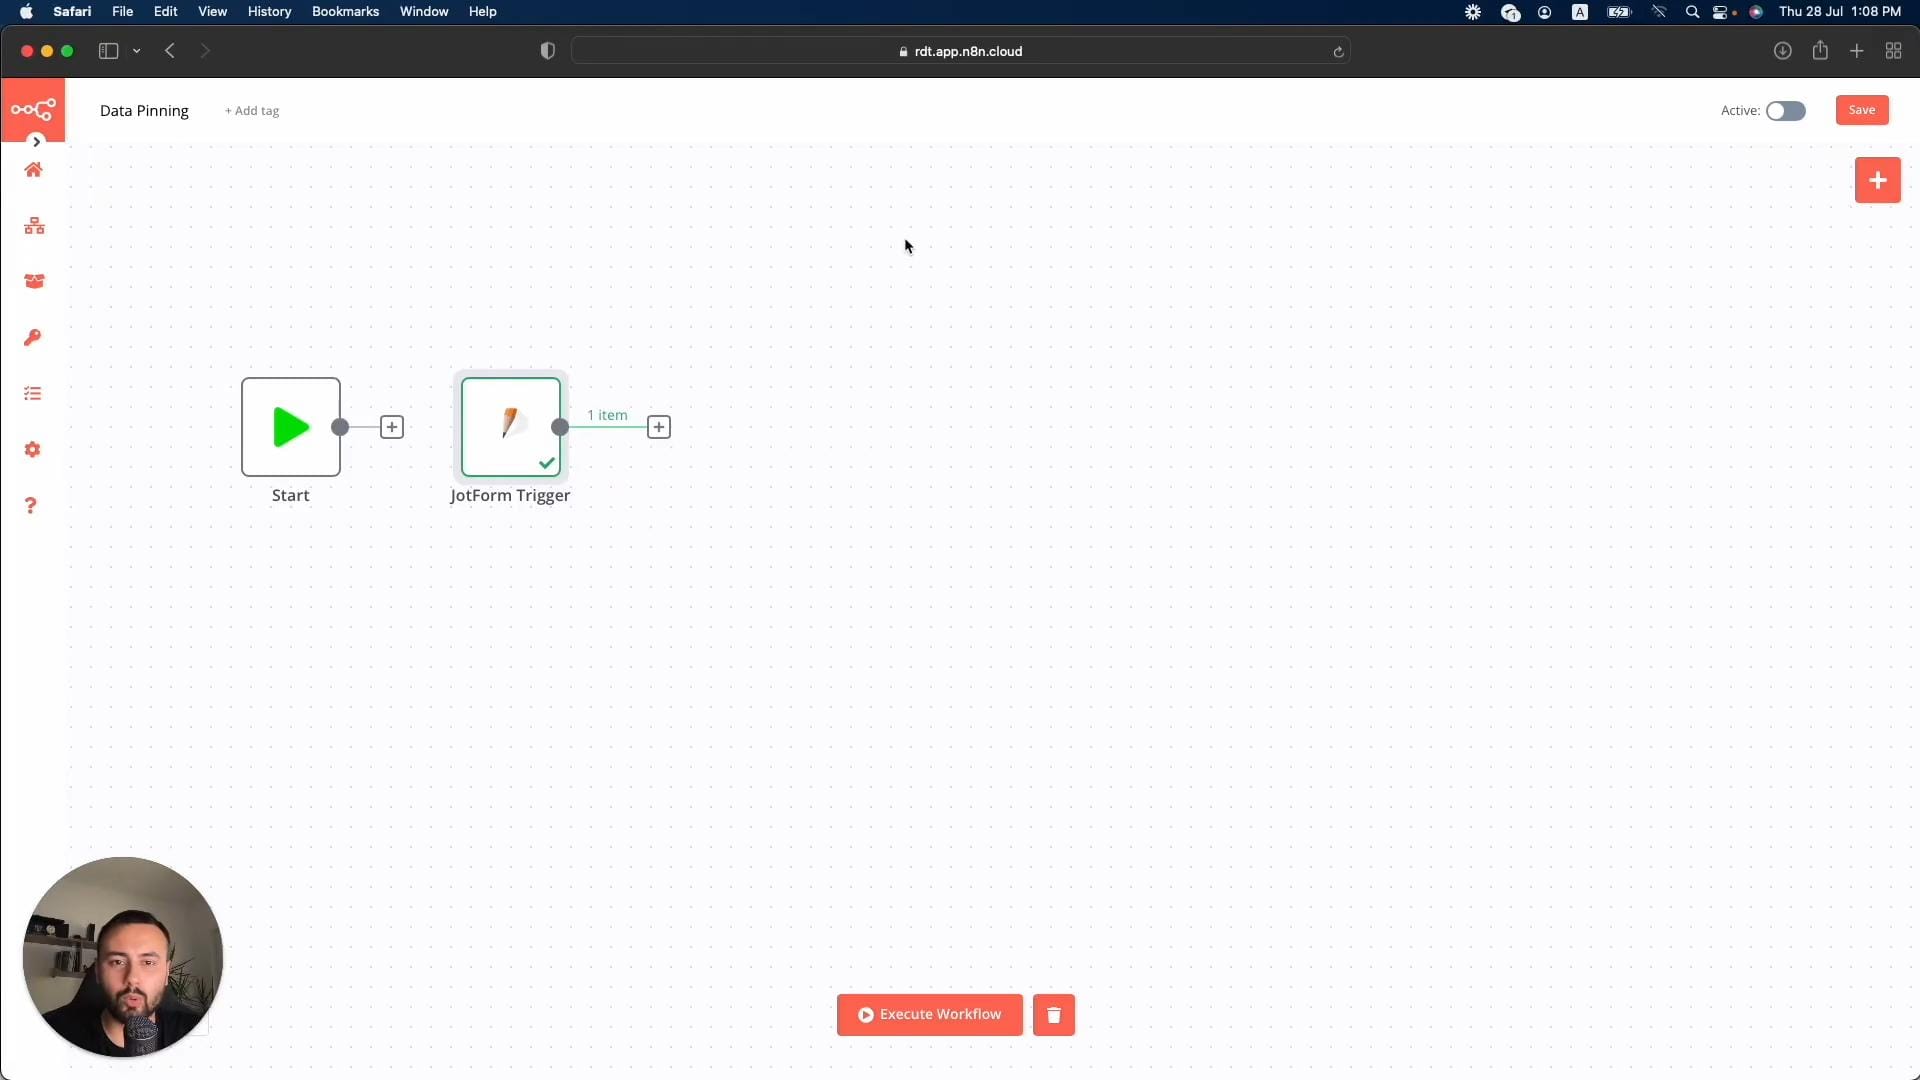 Safari File Edit View History Bookmarks Window Help
1
A
Thu 28 Jul 1:08 PM
rdt.app.n8n.cloud
Data Pinning
+ Add tag
Active:
Save
1 item
Start
JotForm Trigger
Execute Workflow